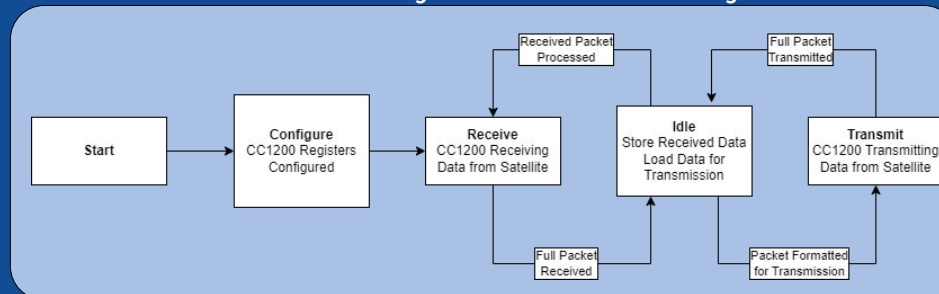 Received Packet
Processed
Full Packet
Transmitted
Start
Configure
CC1200 Registers
Configured
Receive
CC1200 Receiving
Data from Satellite
Idle
Store Received Data
Load Data for
Transmission
Transmit
CC1200 Transmitting
Data from Satellite
Full Packet
Received
Packet Formatted
for Transmission